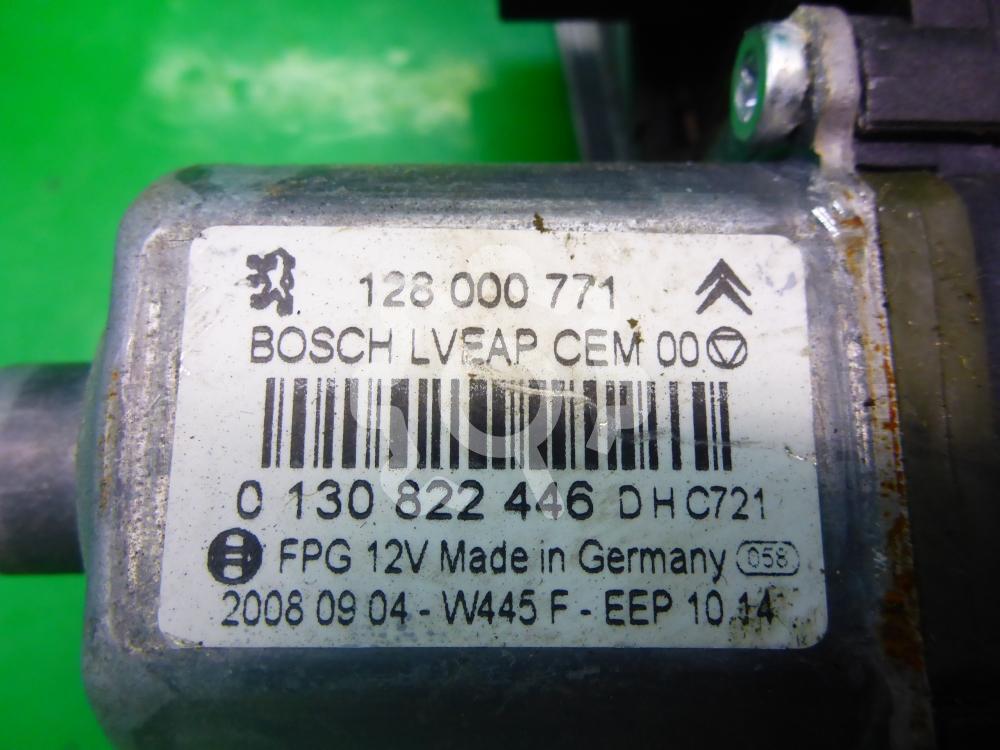 128 000 771
BOSCH LVEAP CEM 00
0 130 822 446 D H C721
FPG 12V Made in Germany 058
2008 09 04 - W445 F - EEP 10 14